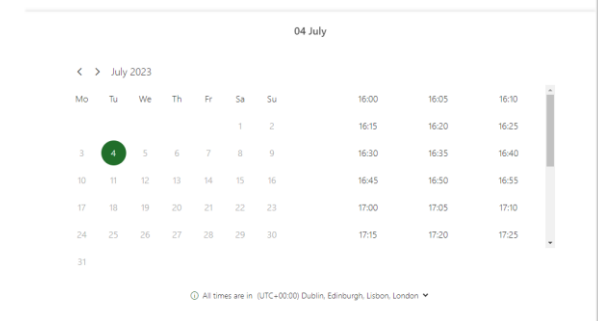 04 July
July 2023
Mo Tu We Th Fr Sa Su
1 2
3 4 5 6 7 8 9
10 11 12 13 14 15 16
17 18 19 20 21 22 23
24 25 26 27 28 29 30
31
16:00 16:05 16:10
16:15 16:20 16:25
16:30 16:35 16:40
16:45 16:50 16:55
17:00 17:05 17:10
17:15 17:20 17:25
All times are in (UTC+00:00) Dublin, Edinburgh, Lisbon, London